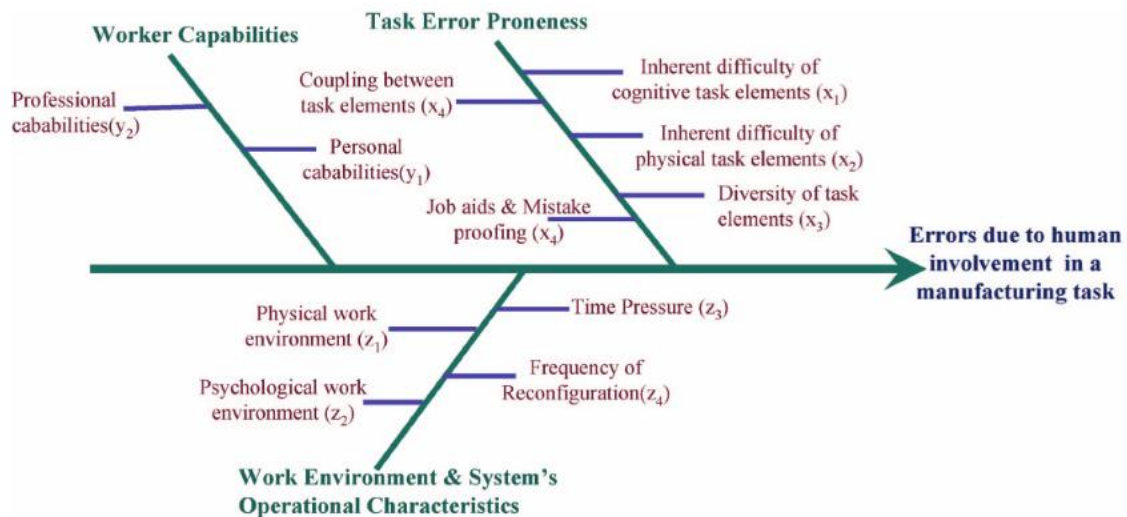 Task Error Proneness
Worker Capabilities
Professional
cababilities(y₂)
Personal
cababilities(y₁)
Coupling between
task elements (x₄)
Inherent difficulty of
cognitive task elements (x₁)
Inherent difficulty of
physical task elements (x₂)
Diversity of task
elements (x₃)
Job aids & Mistake
proofing (x₄)
Errors due to human
involvement in a
manufacturing task
Physical work
environment (z₁)
Time Pressure (z₃)
Frequency of
Reconfiguration(z₄)
Psychological work
environment (z₂)
Work Environment & System's
Operational Characteristics